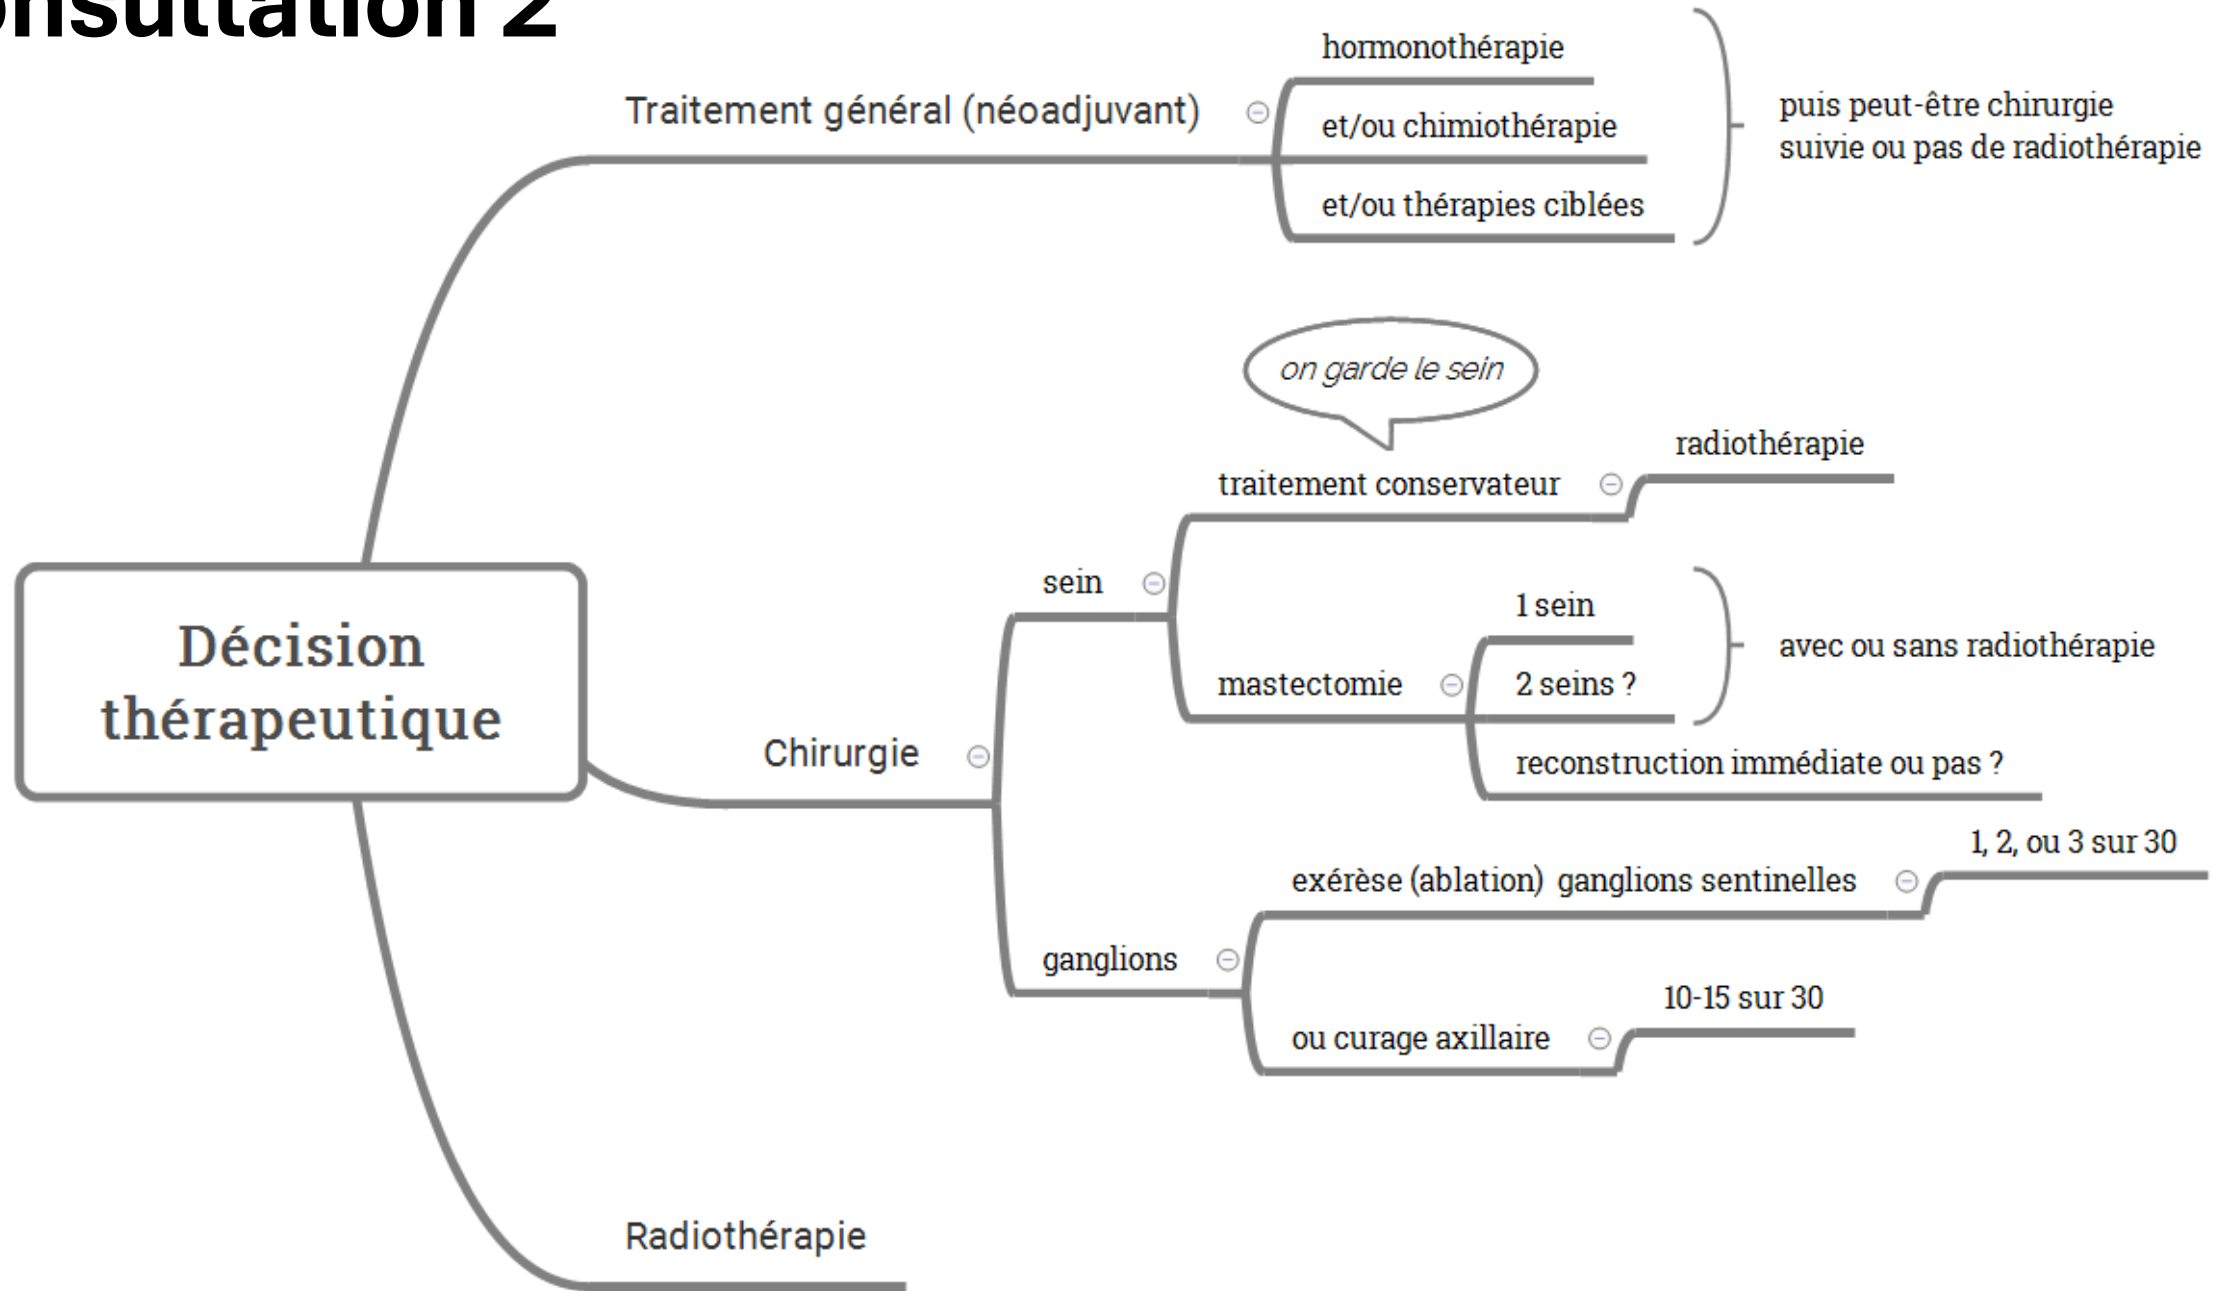 onsultation 2
Traitement général (néoadjuvant)
hormonothérapie
et/ou chimiothérapie
et/ou thérapies ciblées
puis peut-être chirurgie
suivie ou pas de radiothérapie
Décision
thérapeutique
Chirurgie
sein
on garde le sein
traitement conservateur
radiothérapie
mastectomie
1 sein
2 seins ?
avec ou sans radiothérapie
reconstruction immédiate ou pas ?
ganglions
exérèse (ablation) ganglions sentinelles
1, 2, ou 3 sur 30
ou curage axillaire
10-15 sur 30
Radiothérapie